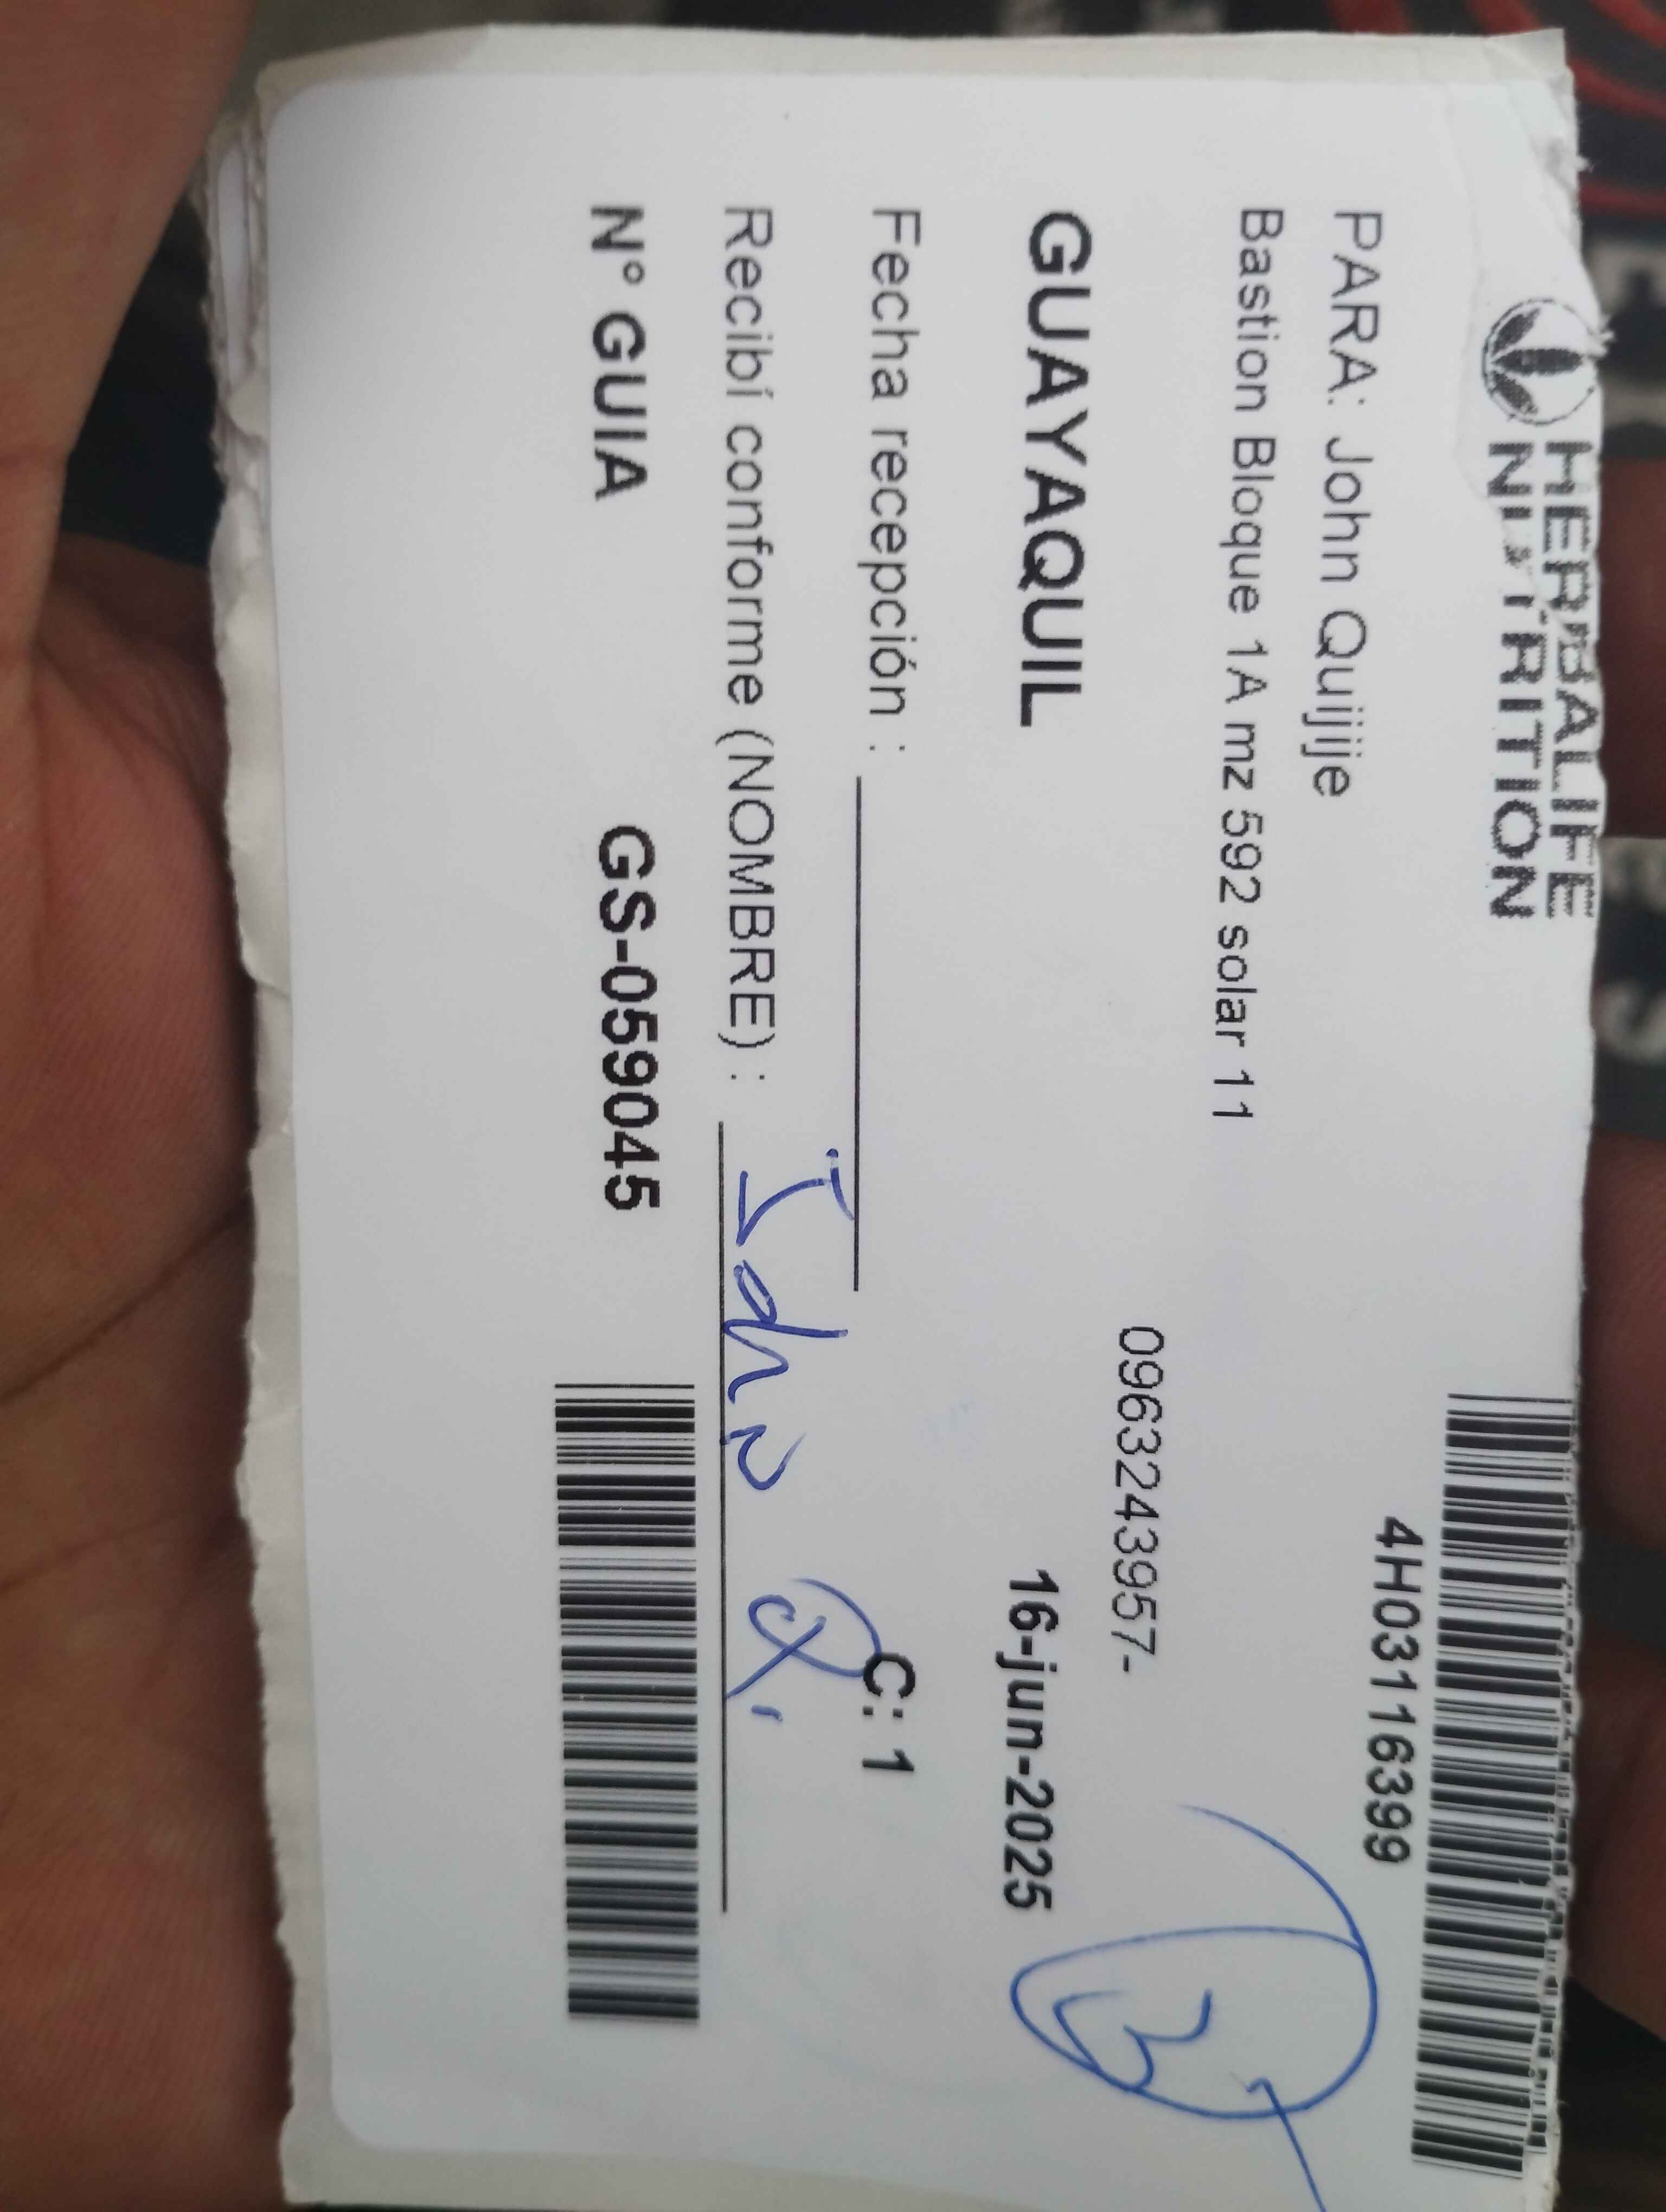 HERBALIFE
NUTRITION
4H03116399
PARA: John Quijije
Bastion Bloque 1A mz 592 solar 11
0963243957-
GUAYAQUIL
16-jun-2025
Fecha recepción :
C: 1
Recibí conforme (NOMBRE) :
N° GUIA GS-059045